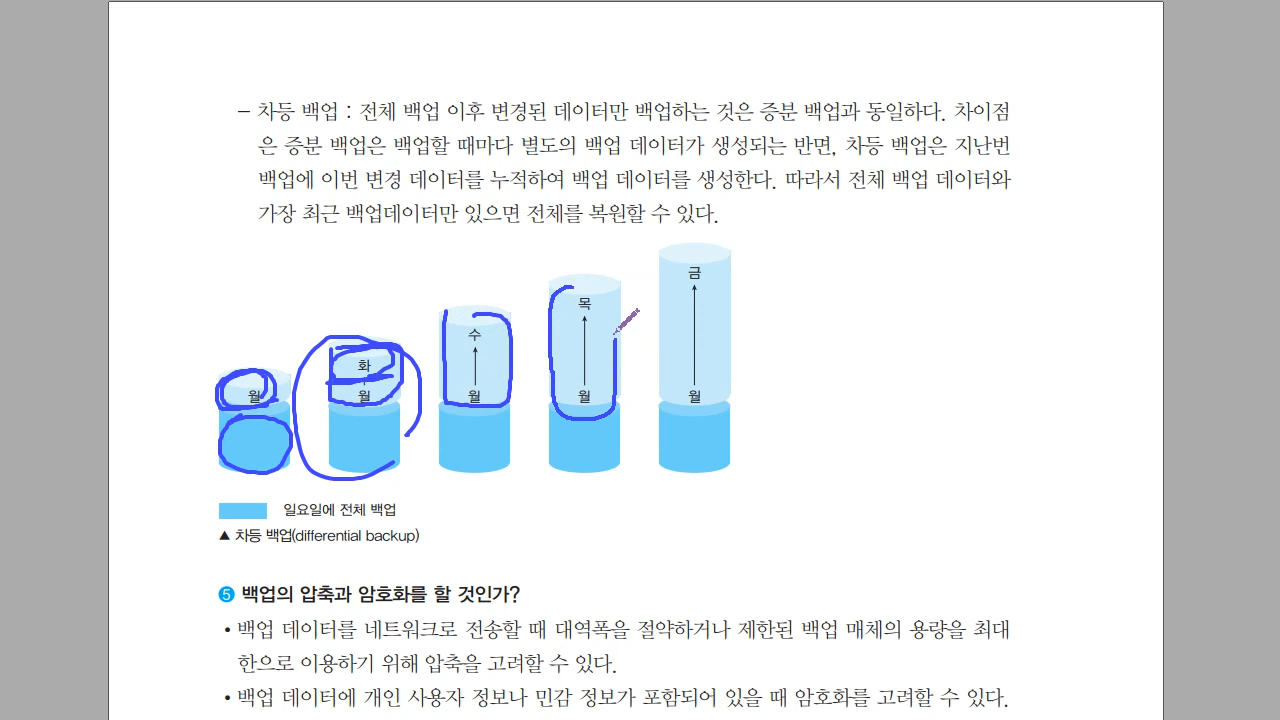 – 차등 백업 : 전체 백업 이후 변경된 데이터만 백업하는 것은 증분 백업과 동일하다. 차이점
은 증분 백업은 백업할 때마다 별도의 백업 데이터가 생성되는 반면, 차등 백업은 지난번
백업에 이번 변경 데이터를 누적하여 백업 데이터를 생성한다. 따라서 전체 백업 데이터와
가장 최근 백업데이터만 있으면 전체를 복원할 수 있다.
금
목
수
화
월 월 월 월 월
일요일에 전체 백업
▲ 차등 백업(differential backup)
❺ 백업의 압축과 암호화를 할 것인가?
• 백업 데이터를 네트워크로 전송할 때 대역폭을 절약하거나 제한된 백업 매체의 용량을 최대
한으로 이용하기 위해 압축을 고려할 수 있다.
• 백업 데이터에 개인 사용자 정보나 민감 정보가 포함되어 있을 때 암호화를 고려할 수 있다.